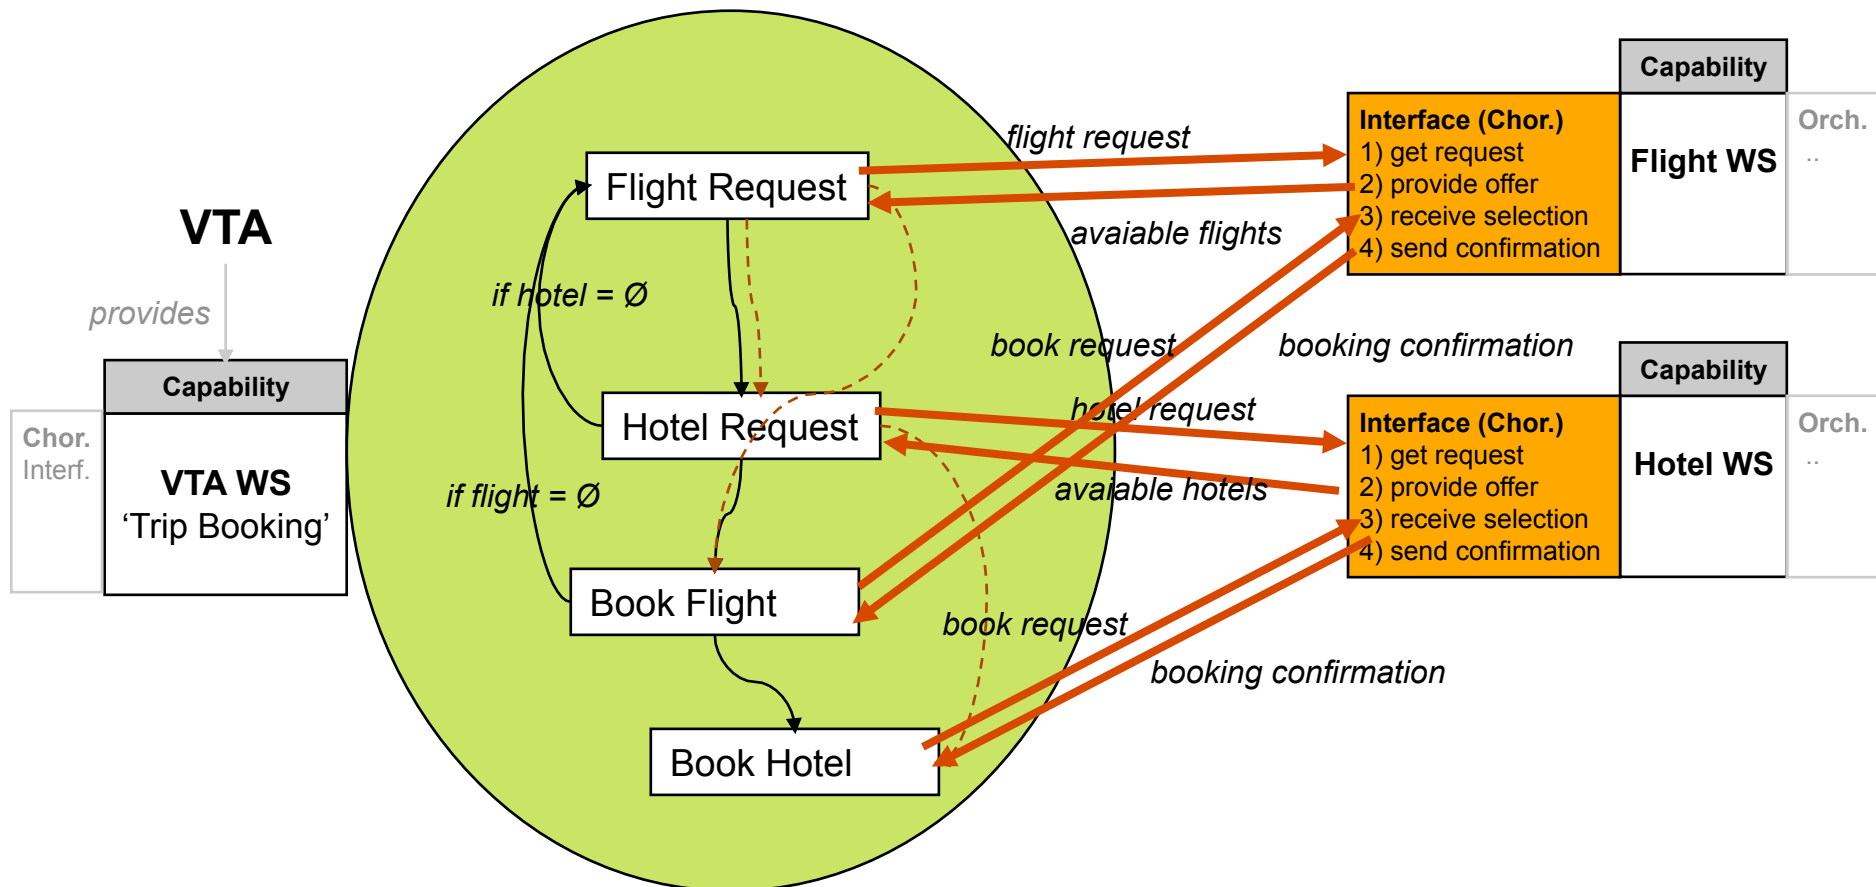 VTA
provides
Capability
Chor.
Interf.
VTA WS
‘Trip Booking’
Flight Request
if hotel = Ø
Hotel Request
if flight = Ø
Book Flight
Book Hotel
flight request
avaiable flights
book request
booking confirmation
hotel request
avaiable hotels
book request
booking confirmation
Capability
Interface (Chor.)
1) get request
2) provide offer
3) receive selection
4) send confirmation
Flight WS
Orch.
..
Capability
Interface (Chor.)
1) get request
2) provide offer
3) receive selection
4) send confirmation
Hotel WS
Orch.
..